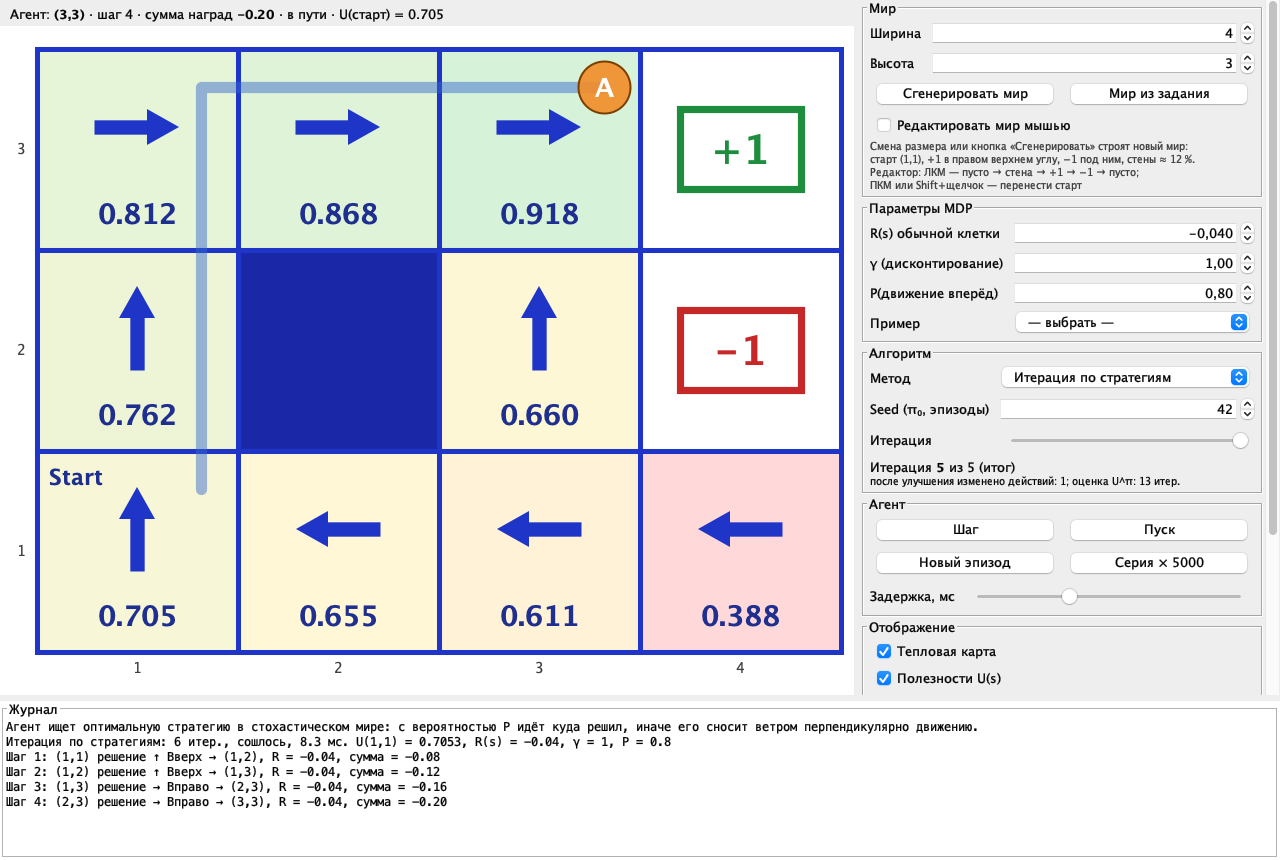 Агент: (3,3) · шаг 4 · сумма наград −0.20 · в пути · U(старт) = 0.705
3
0.812
0.868
A
0.918
+1
2
0.762
0.660
−1
Start
1
0.705
0.655
0.611
0.388
1
2
3
4
Мир
Ширина 4
Высота 3
Сгенерировать мир
Мир из задания
Редактировать мир мышью
Смена размера или кнопка «Сгенерировать» строят новый мир:
старт (1,1), +1 в правом верхнем углу, −1 под ним, стены ≈ 12 %.
Редактор: ЛКМ — пусто → стена → +1 → −1 → пусто;
ПКМ или Shift+щелчок — перенести старт
Параметры MDP
R(s) обычной клетки −0,040
γ (дисконтирование) 1,00
P(движение вперёд) 0,80
Пример — выбрать —
Алгоритм
Метод Итерация по стратегиям
Seed (π₀, эпизоды) 42
Итерация
Итерация 5 из 5 (итог)
после улучшения изменено действий: 1; оценка U^π: 13 итер.
Агент
Шаг
Пуск
Новый эпизод
Серия × 5000
Задержка, мс
Отображение
Тепловая карта
Полезности U(s)
Журнал
Агент ищет оптимальную стратегию в стохастическом мире: с вероятностью P идёт куда решил, иначе его сносит ветром перпендикулярно движению.
Итерация по стратегиям: 6 итер., сошлось, 8.3 мс. U(1,1) = 0.7053, R(s) = −0.04, γ = 1, P = 0.8
Шаг 1: (1,1) решение ↑ Вверх → (1,2), R = −0.04, сумма = −0.08
Шаг 2: (1,2) решение ↑ Вверх → (1,3), R = −0.04, сумма = −0.12
Шаг 3: (1,3) решение → Вправо → (2,3), R = −0.04, сумма = −0.16
Шаг 4: (2,3) решение → Вправо → (3,3), R = −0.04, сумма = −0.20